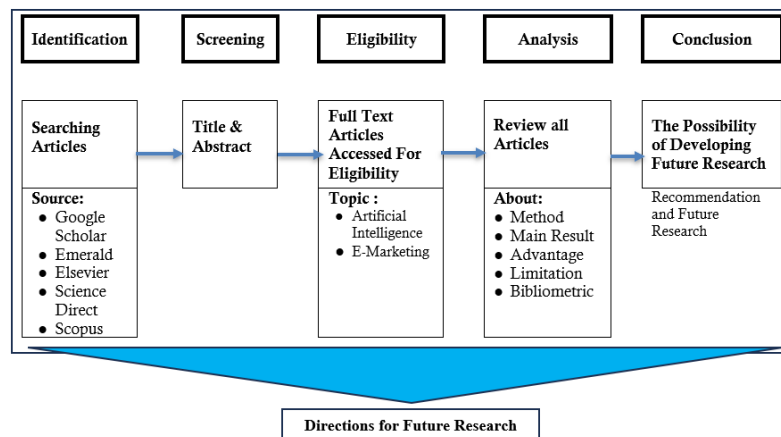 Identification
Screening
Eligibility
Analysis
Conclusion
Searching
Articles
Source:
● Google
Scholar
● Emerald
● Elsevier
● Science
Direct
● Scopus
Title &
Abstract
Full Text
Articles
Accessed For
Eligibility
Topic :
● Artificial
Intelligence
● E-Marketing
Review all
Articles
About:
● Method
● Main Result
● Advantage
● Limitation
● Bibliometric
The Possibility
of Developing
Future Research
Recommendation
and Future
Research
Directions for Future Research